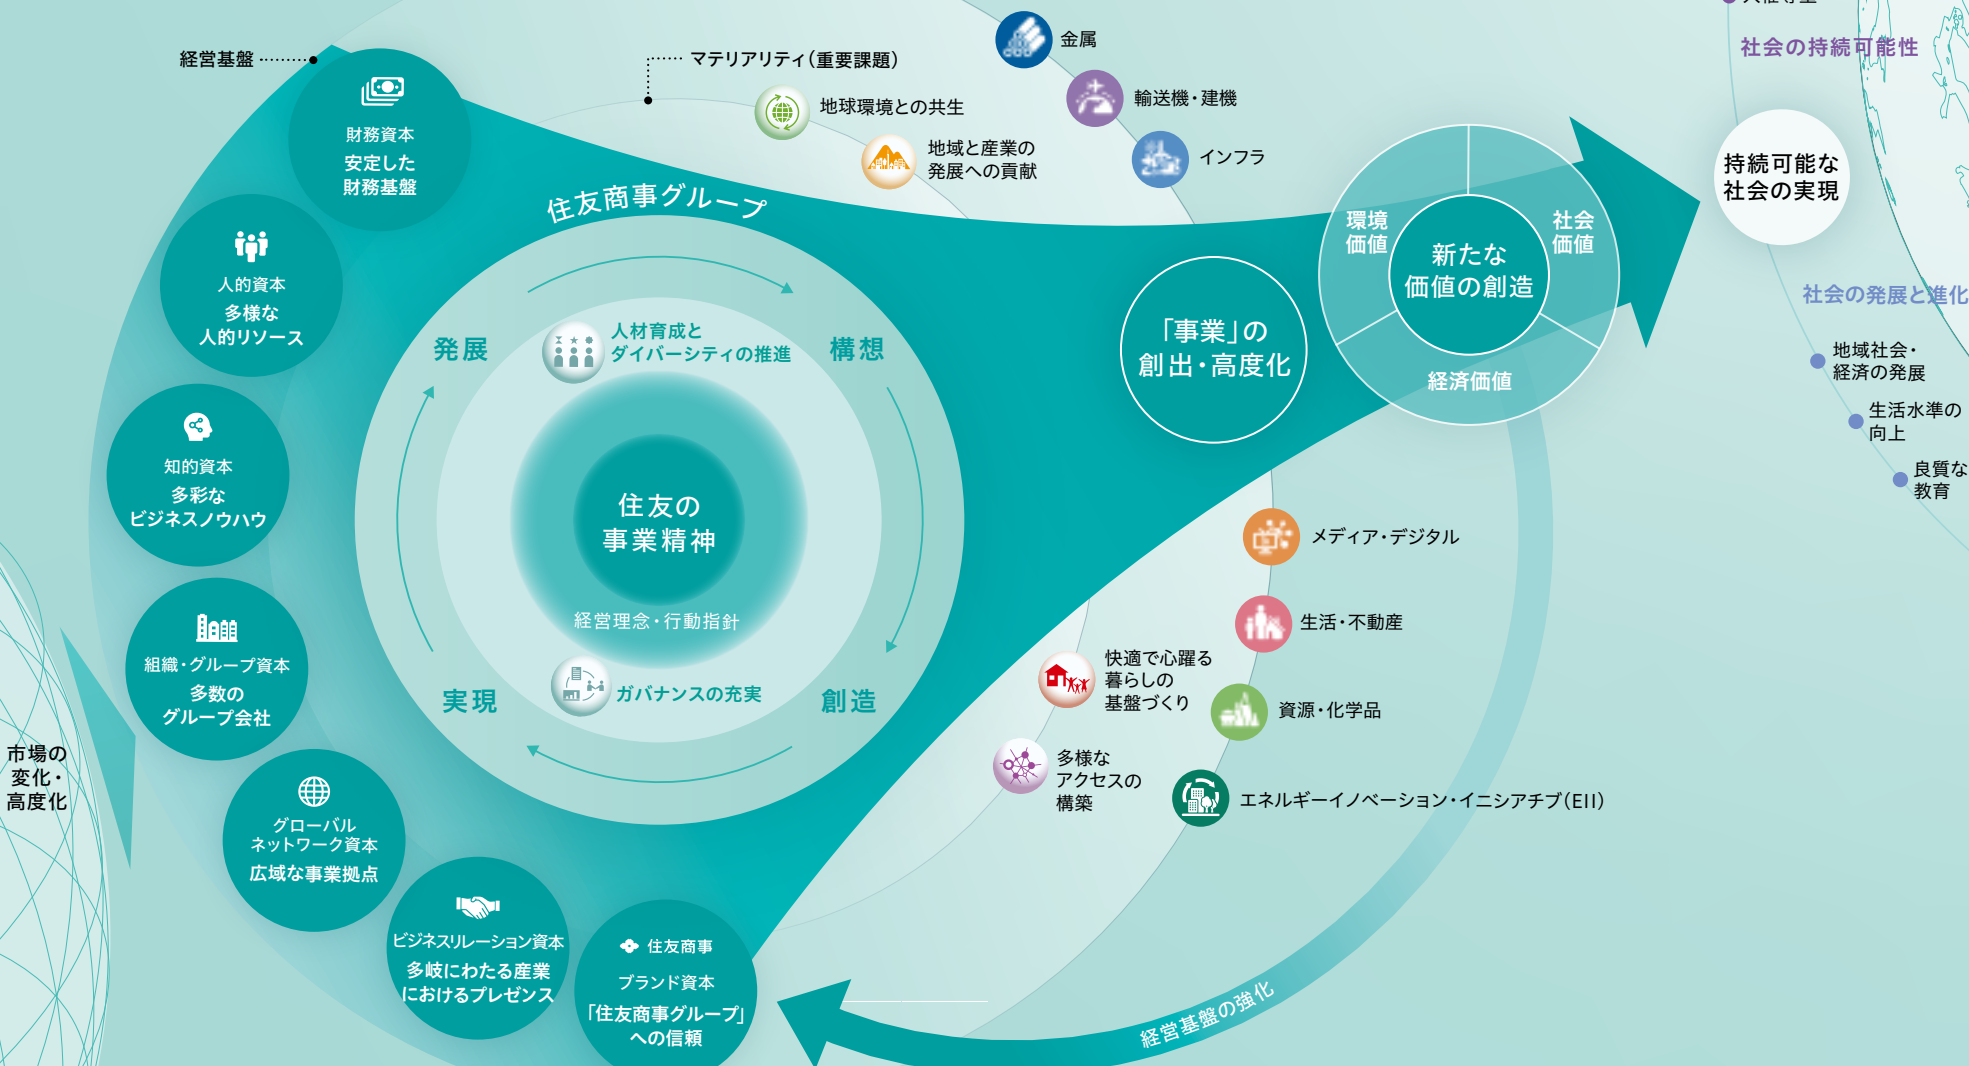 経営基盤
財務資本
安定した
財務基盤
人的資本
多様な
人的リソース
知的資本
多彩な
ビジネスノウハウ
組織・グループ資本
多数の
グループ会社
グローバル
ネットワーク資本
広域な事業拠点
ビジネスリレーション資本
多岐にわたる産業
におけるプレゼンス
住友商事
ブランド資本
「住友商事グループ」
への信頼
市場の
変化・
高度化
住友商事グループ
発展
構想
創造
実現
人材育成と
ダイバーシティの推進
住友の
事業精神
経営理念・行動指針
ガバナンスの充実
マテリアリティ（重要課題）
地球環境との共生
地域と産業の
発展への貢献
快適で心躍る
暮らしの
基盤づくり
多様な
アクセスの
構築
金属
輸送機・建機
インフラ
メディア・デジタル
生活・不動産
資源・化学品
エネルギーイノベーション・イニシアチブ（EII）
「事業」の
創出・高度化
新たな
価値の創造
環境
価値
社会
価値
経済価値
経営基盤の強化
持続可能な
社会の実現
社会の持続可能性
社会の発展と進化
地域社会・
経済の発展
生活水準の
向上
良質な
教育